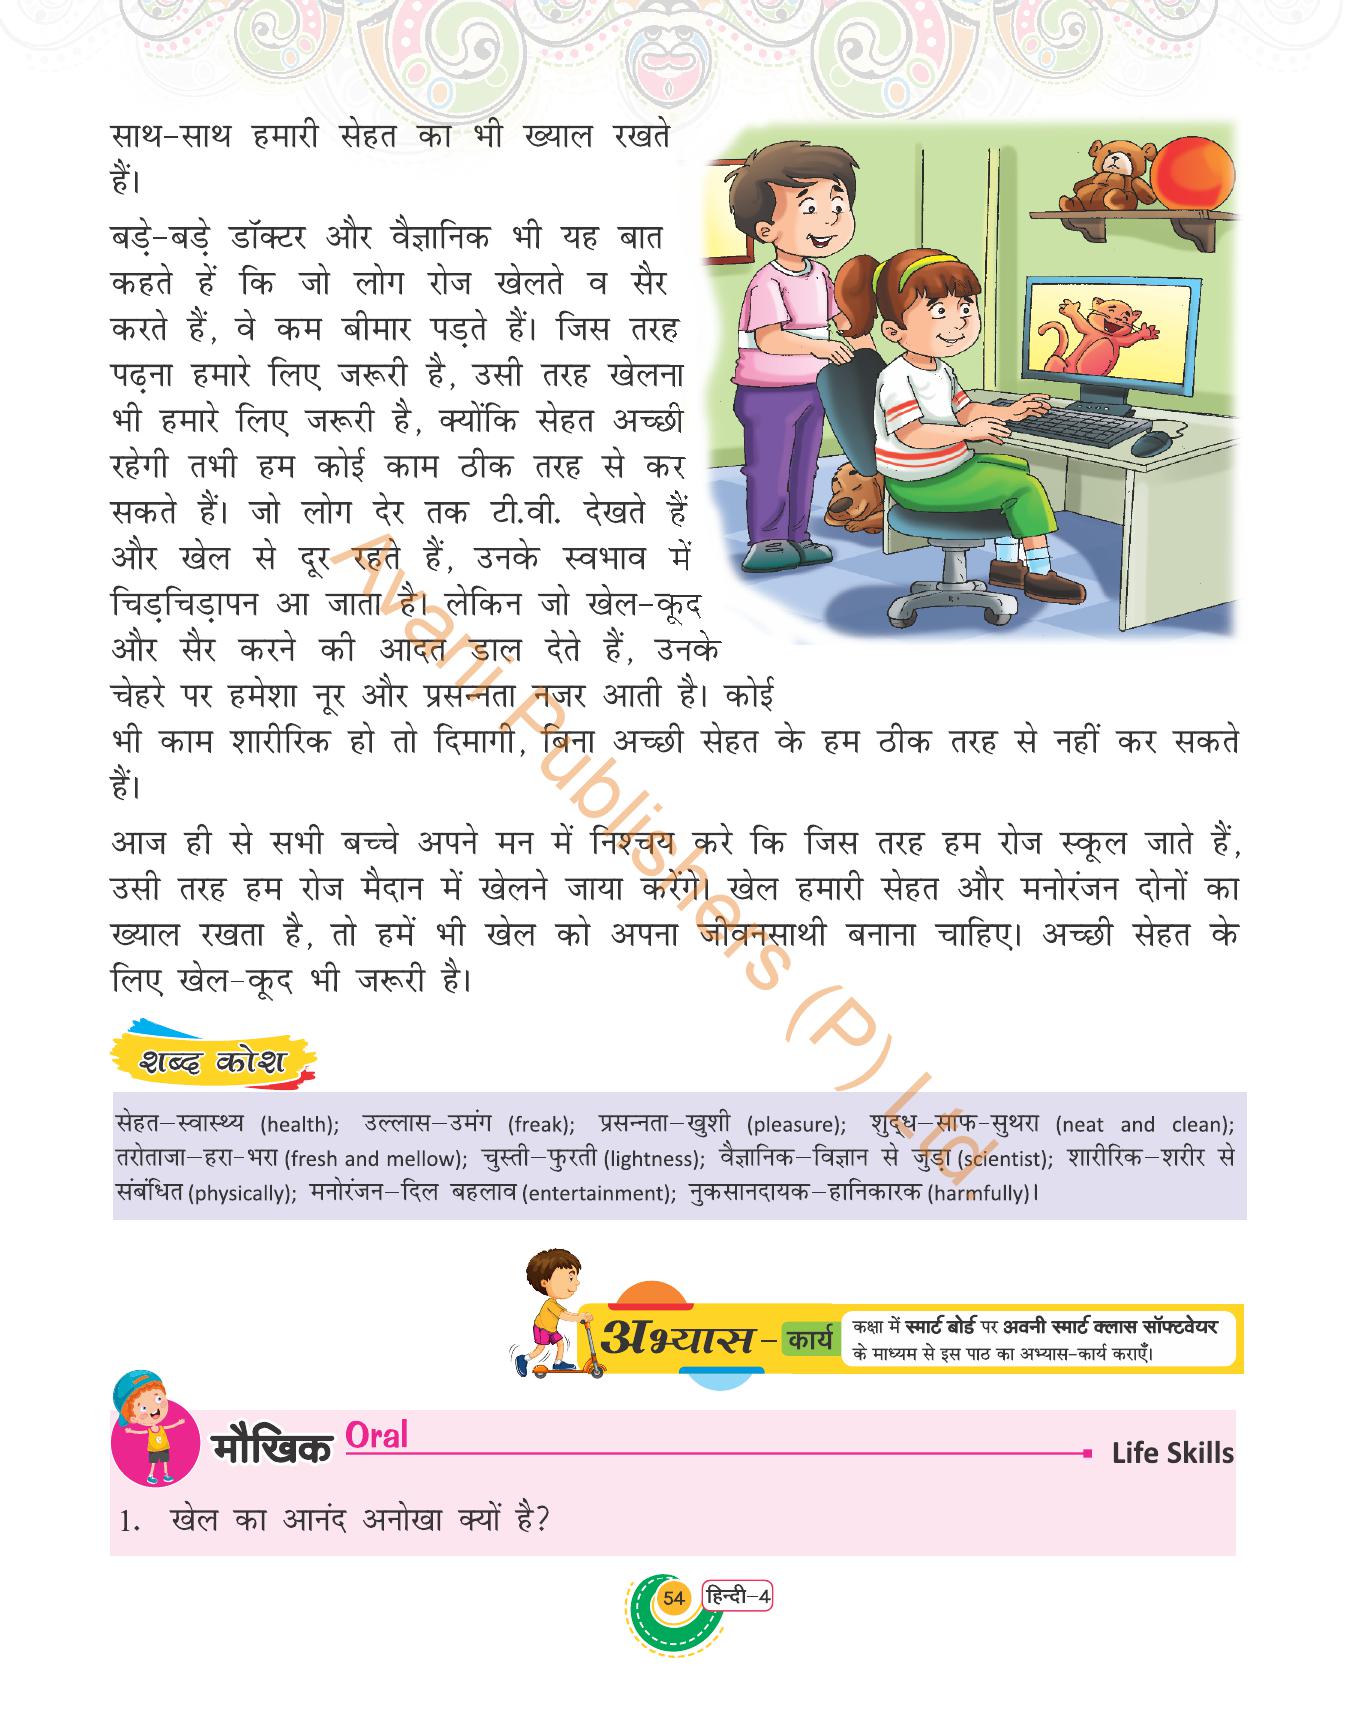 साथ-साथ हमारी सेहत का भी ख्याल रखते
हैं।
बड़े-बड़े डॉक्टर और वैज्ञानिक भी यह बात
कहते हें कि जो लोग रोज खेलते व सैर
करते हैं, वे कम बीमार पड़ते हैं। जिस तरह
पढ़ना हमारे लिए जरूरी है, उसी तरह खेलना
भी हमारे लिए जरूरी है, क्योंकि सेहत अच्छी
रहेगी तभी हम कोई काम ठीक तरह से कर
सकते हैं। जो लोग देर तक टी.वी. देखते हैं
और खेल से दूर रहते हैं, उनके स्वभाव में
चिड़चिड़ापन आ जाता है। लेकिन जो खेल-कूद
और सैर करने की आदत डाल देते हैं, उनके
चेहरे पर हमेशा नूर और प्रसन्नता नजर आती है। कोई
भी काम शारीरिक हो तो दिमागी, बिना अच्छी सेहत के हम ठीक तरह से नहीं कर सकते
हैं।
आज ही से सभी बच्चे अपने मन में निश्चय करे कि जिस तरह हम रोज स्कूल जाते हैं,
उसी तरह हम रोज मैदान में खेलने जाया करेंगे। खेल हमारी सेहत और मनोरंजन दोनों का
ख्याल रखता है, तो हमें भी खेल को अपना जीवनसाथी बनाना चाहिए। अच्छी सेहत के
लिए खेल-कूद भी जरूरी है।
Avani Publishers (P) Ltd.
शब्द कोश
सेहत–स्वास्थ्य (health); उल्लास–उमंग (freak); प्रसन्नता–खुशी (pleasure); शुद्ध–साफ-सुथरा (neat and clean);
तरोताजा–हरा-भरा (fresh and mellow); चुस्ती–फुरती (lightness); वैज्ञानिक–विज्ञान से जुड़ा (scientist); शारीरिक–शरीर से
संबंधित (physically); मनोरंजन–दिल बहलाव (entertainment); नुकसानदायक–हानिकारक (harmfully)।
अभ्यास – कार्य
कक्षा में स्मार्ट बोर्ड पर अवनी स्मार्ट क्लास सॉफ्टवेयर
के माध्यम से इस पाठ का अभ्यास-कार्य कराएँ।
मौखिक Oral Life Skills
1. खेल का आनंद अनोखा क्यों है?
54 हिन्दी–4